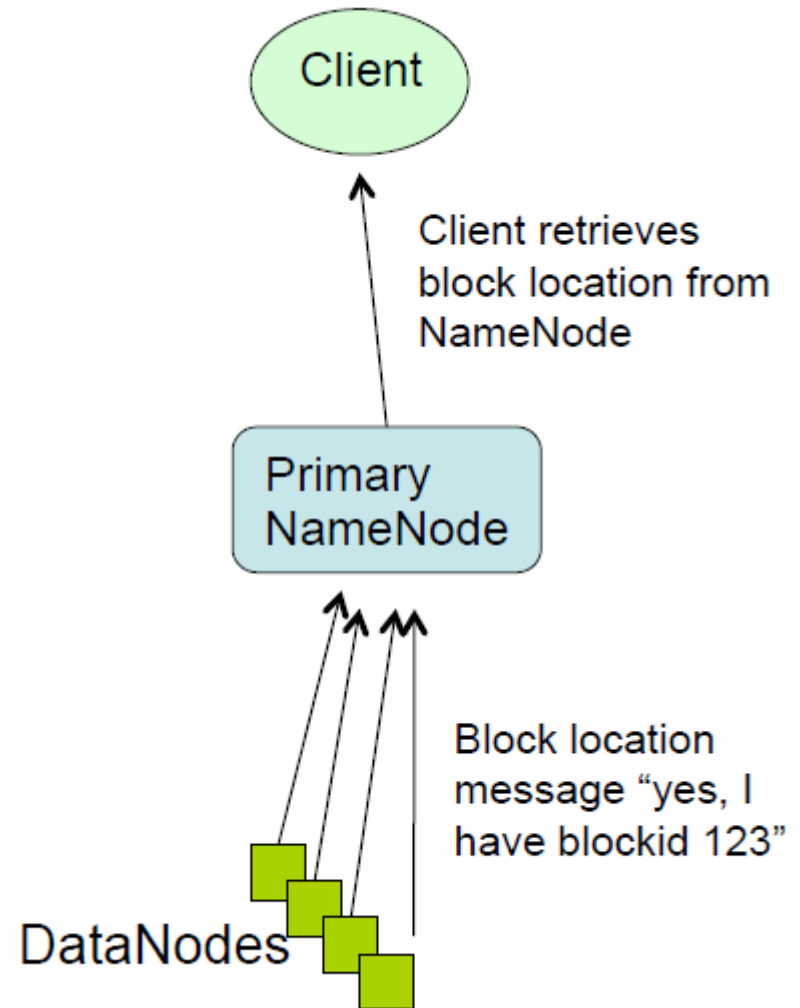 Client
Client retrieves
block location from
NameNode
Primary
NameNode
Block location
message “yes, I
have blockid 123”
DataNodes